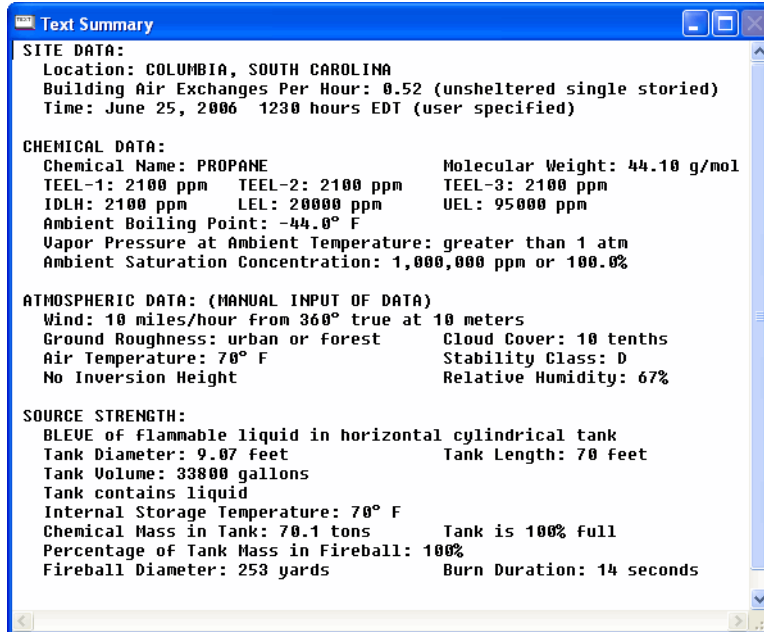 Text Summary
SITE DATA:
Location: COLUMBIA, SOUTH CAROLINA
Building Air Exchanges Per Hour: 0.52 (unsheltered single storied)
Time: June 25, 2006  1230 hours EDT (user specified)
CHEMICAL DATA:
Chemical Name: PROPANE  Molecular Weight: 44.10 g/mol
TEEL-1: 2100 ppm  TEEL-2: 2100 ppm  TEEL-3: 2100 ppm
IDLH: 2100 ppm  LEL: 20000 ppm  UEL: 95000 ppm
Ambient Boiling Point: -44.0° F
Vapor Pressure at Ambient Temperature: greater than 1 atm
Ambient Saturation Concentration: 1,000,000 ppm or 100.0%
ATMOSPHERIC DATA: (MANUAL INPUT OF DATA)
Wind: 10 miles/hour from 360° true at 10 meters
Ground Roughness: urban or forest  Cloud Cover: 10 tenths
Air Temperature: 70° F  Stability Class: D
No Inversion Height  Relative Humidity: 67%
SOURCE STRENGTH:
BLEVE of flammable liquid in horizontal cylindrical tank
Tank Diameter: 9.07 feet  Tank Length: 70 feet
Tank Volume: 33800 gallons
Tank contains liquid
Internal Storage Temperature: 70° F
Chemical Mass in Tank: 70.1 tons  Tank is 100% full
Percentage of Tank Mass in Fireball: 100%
Fireball Diameter: 253 yards  Burn Duration: 14 seconds